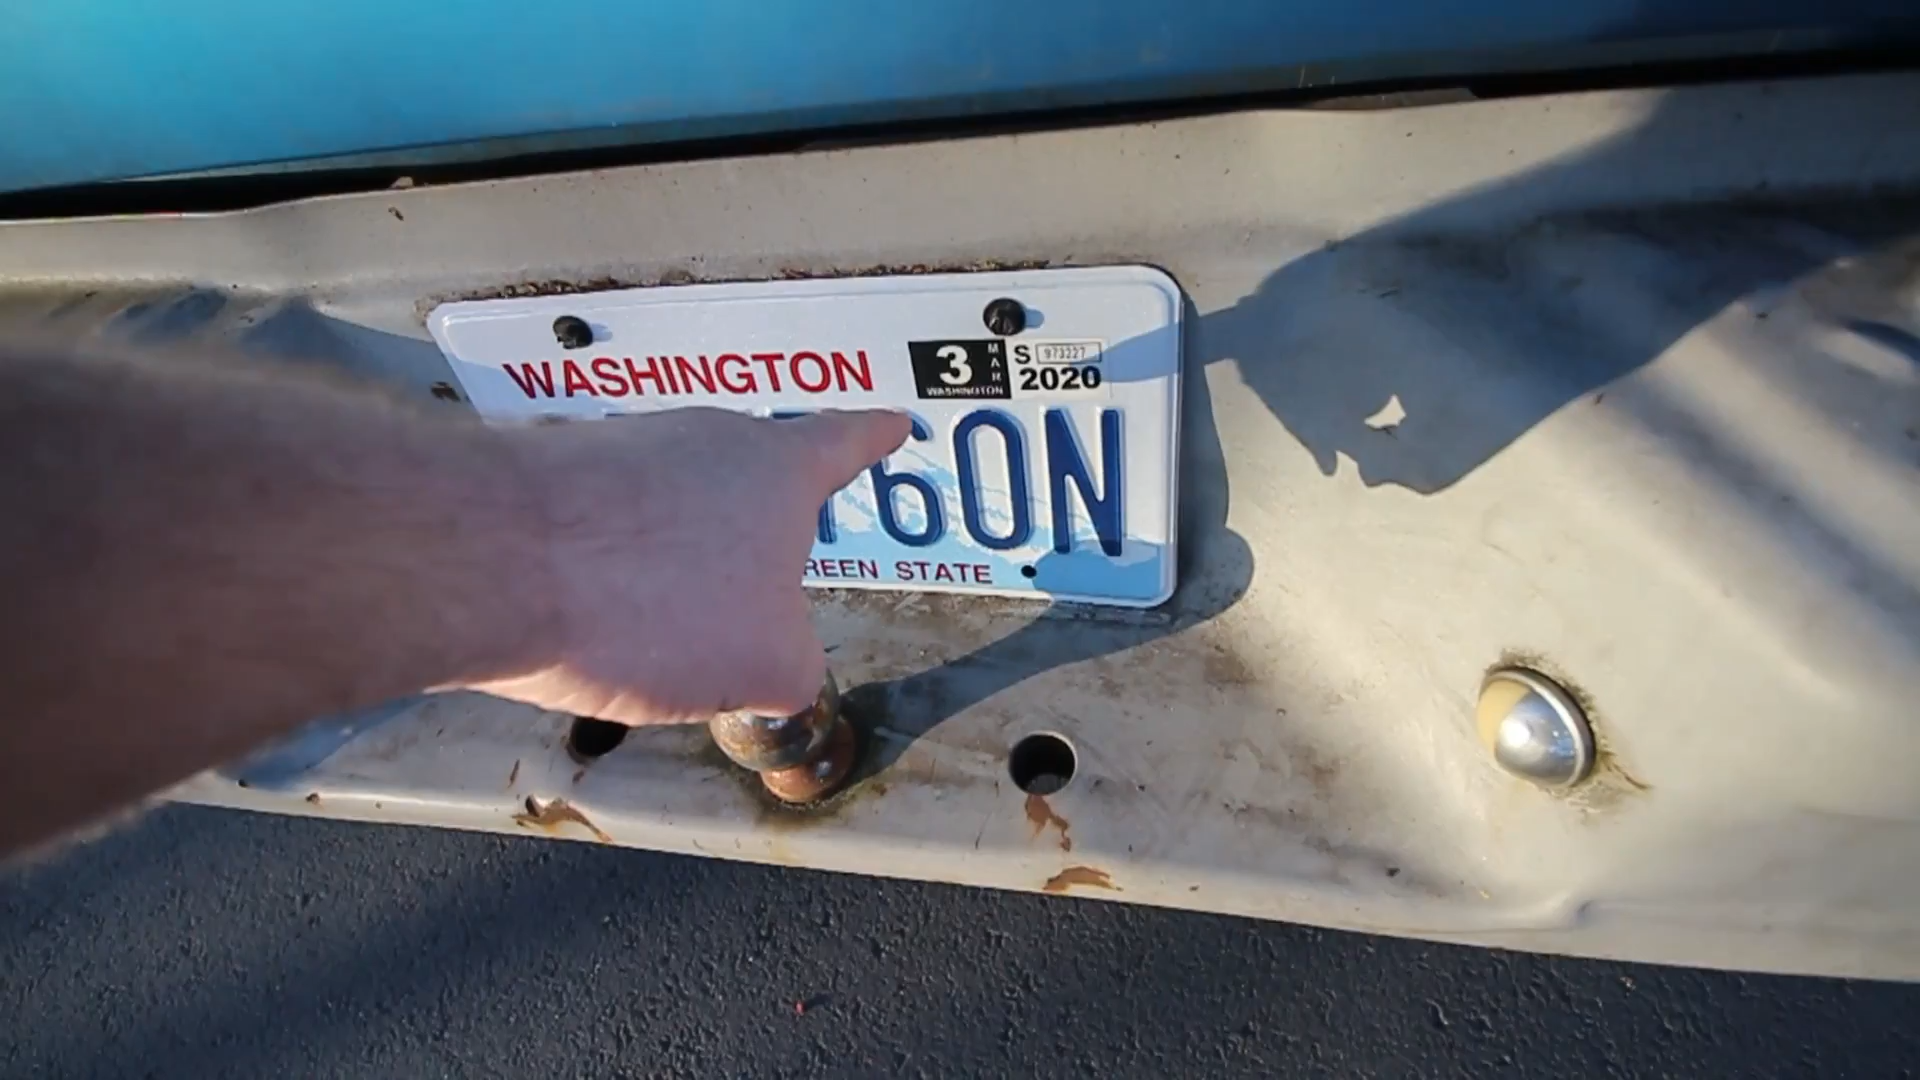 WASHINGTON
3 MAR WASHINGTON
S 973227
2020
60N
REEN STATE